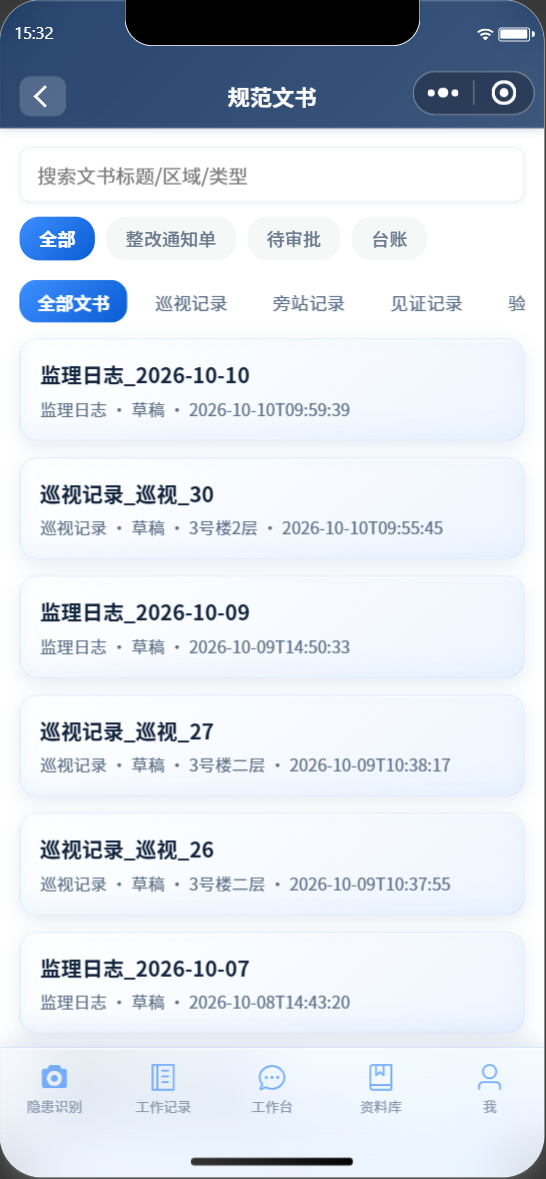 15:32
规范文书
搜索文书标题/区域/类型
全部 整改通知单 待审批 台账
全部文书 巡视记录 旁站记录 见证记录 验
监理日志_2026-10-10
监理日志 · 草稿 · 2026-10-10T09:59:39
巡视记录_巡视_30
巡视记录 · 草稿 · 3号楼2层 · 2026-10-10T09:55:45
监理日志_2026-10-09
监理日志 · 草稿 · 2026-10-09T14:50:33
巡视记录_巡视_27
巡视记录 · 草稿 · 3号楼二层 · 2026-10-09T10:38:17
巡视记录_巡视_26
巡视记录 · 草稿 · 3号楼二层 · 2026-10-09T10:37:55
监理日志_2026-10-07
监理日志 · 草稿 · 2026-10-08T14:43:20
隐患识别 工作记录 工作台 资料库 我